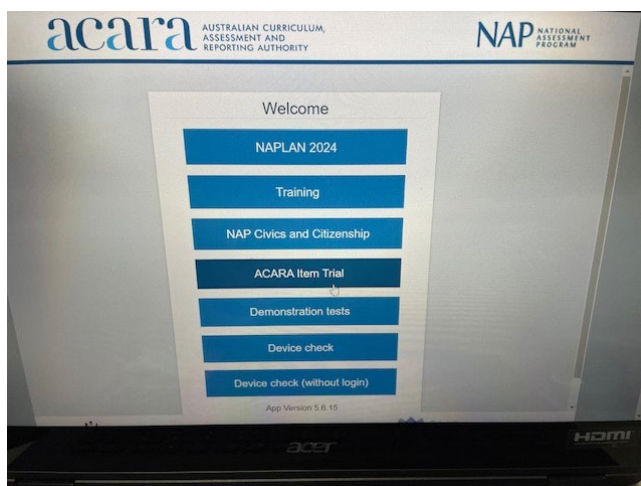 acara
AUSTRALIAN CURRICULUM,
ASSESSMENT AND
REPORTING AUTHORITY
NAP
NATIONAL
ASSESSMENT
PROGRAM
Welcome
NAPLAN 2024
Training
NAP Civics and Citizenship
ACARA Item Trial
Demonstration tests
Device check
Device check (without login)
App Version 5.6.15
acer
HDMI